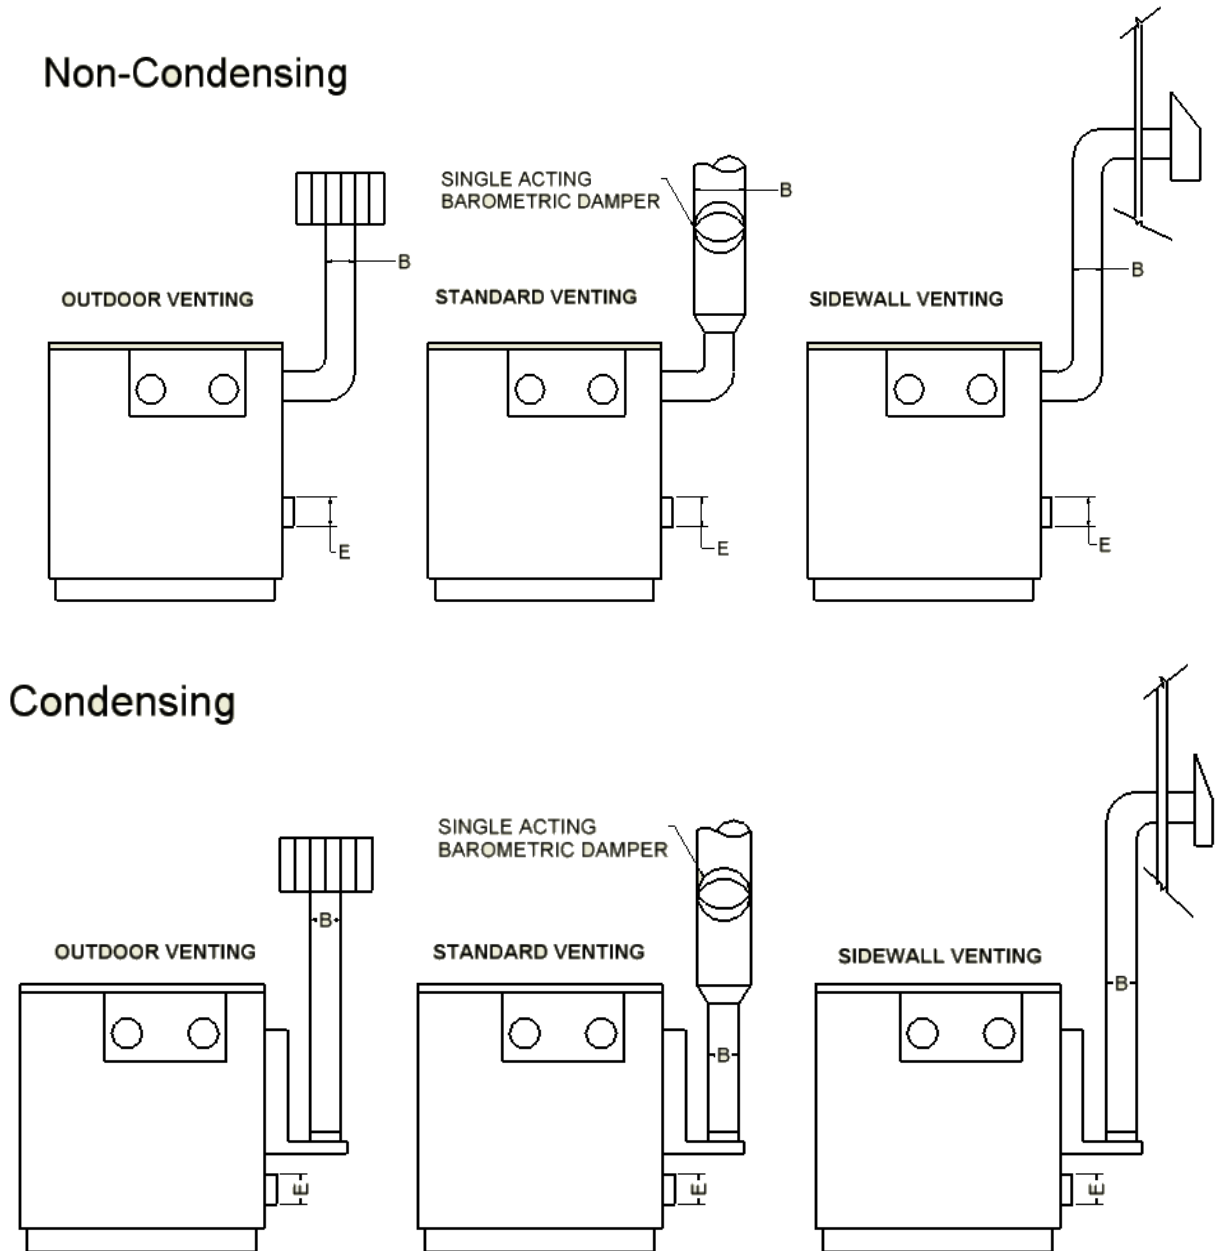 Non-Condensing
SINGLE ACTING
BAROMETRIC DAMPER
B
B
B
OUTDOOR VENTING
STANDARD VENTING
SIDEWALL VENTING
E
E
E
Condensing
SINGLE ACTING
BAROMETRIC DAMPER
B
OUTDOOR VENTING
STANDARD VENTING
SIDEWALL VENTING
B
B
E
E
E